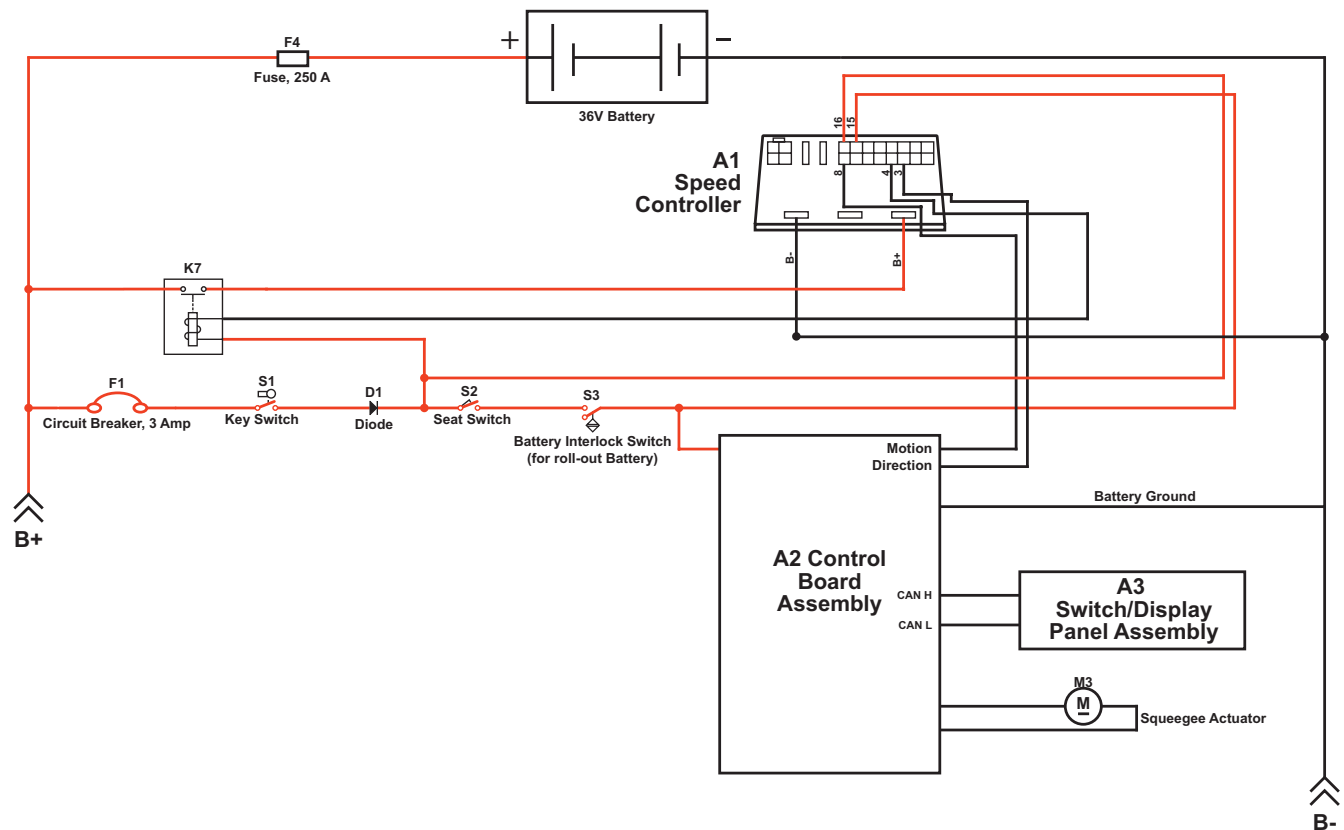 F4
Fuse, 250 A
+
−
36V Battery
A1
Speed
Controller
16
15
8
4
3
B-
B+
K7
F1
Circuit Breaker, 3 Amp
S1
Key Switch
D1
Diode
S2
Seat Switch
S3
Battery Interlock Switch
(for roll-out Battery)
B+
Motion
Direction
Battery Ground
A2 Control
Board
Assembly
CAN H
CAN L
A3
Switch/Display
Panel Assembly
M3
M
Squeegee Actuator
B-